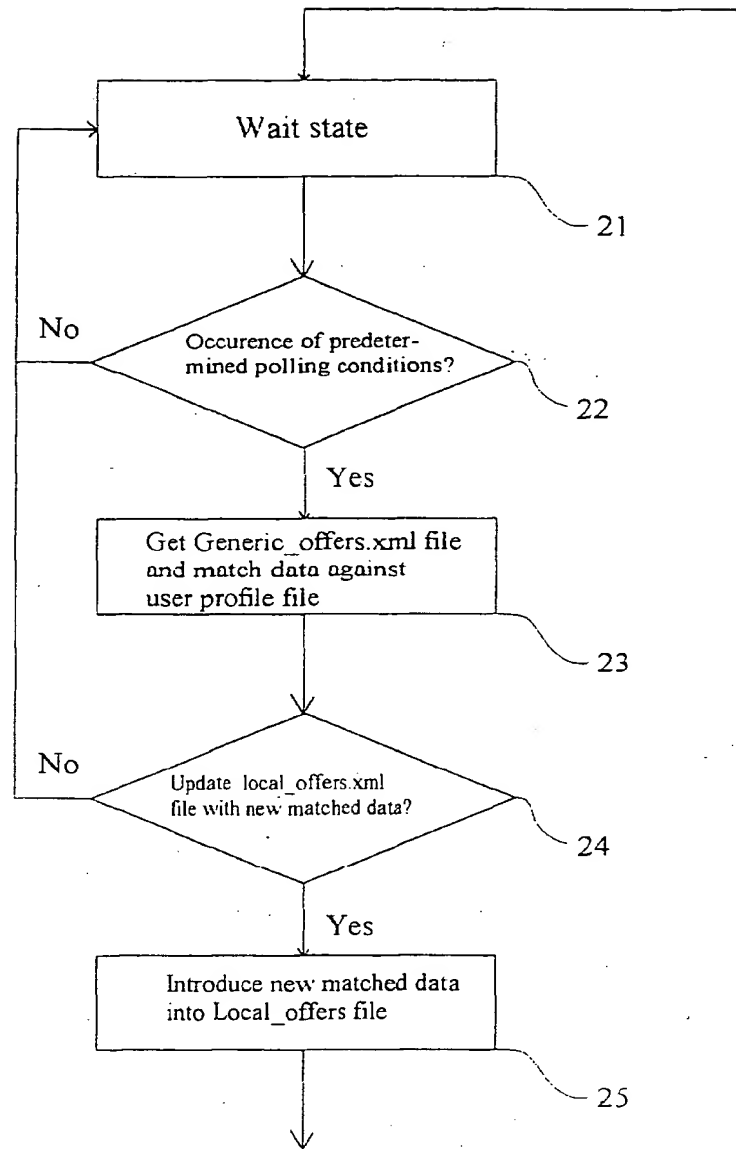 Wait state
21
No
Occurence of predeter-
mined polling conditions?
22
Yes
Get Generic_offers.xml file
and match data against
user profile file
23
No
Update local_offers.xml
file with new matched data?
24
Yes
Introduce new matched data
into Local_offers file
25